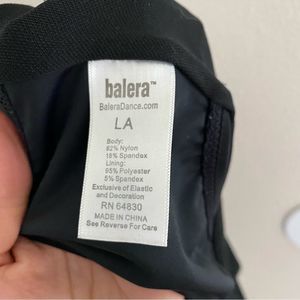 balera™
BaleraDance.com
LA
Body:
82% Nylon
18% Spandex
Lining:
95% Polyester
5% Spandex
Exclusive of Elastic
and Decoration
RN 64830
MADE IN CHINA
See Reverse For Care